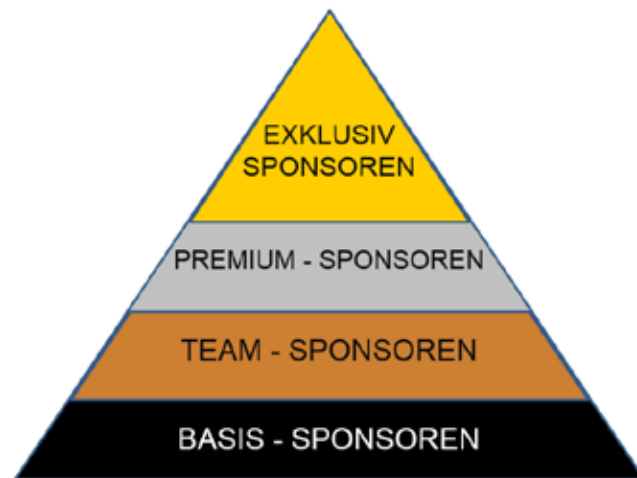 EXKLUSIV
SPONSOREN
PREMIUM - SPONSOREN
TEAM - SPONSOREN
BASIS - SPONSOREN